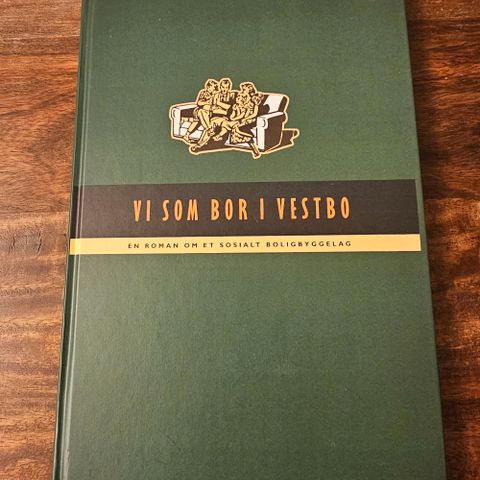 VI SOM BOR I VESTBO
EN ROMAN OM ET SOSIALT BOLIGBYGGELAG